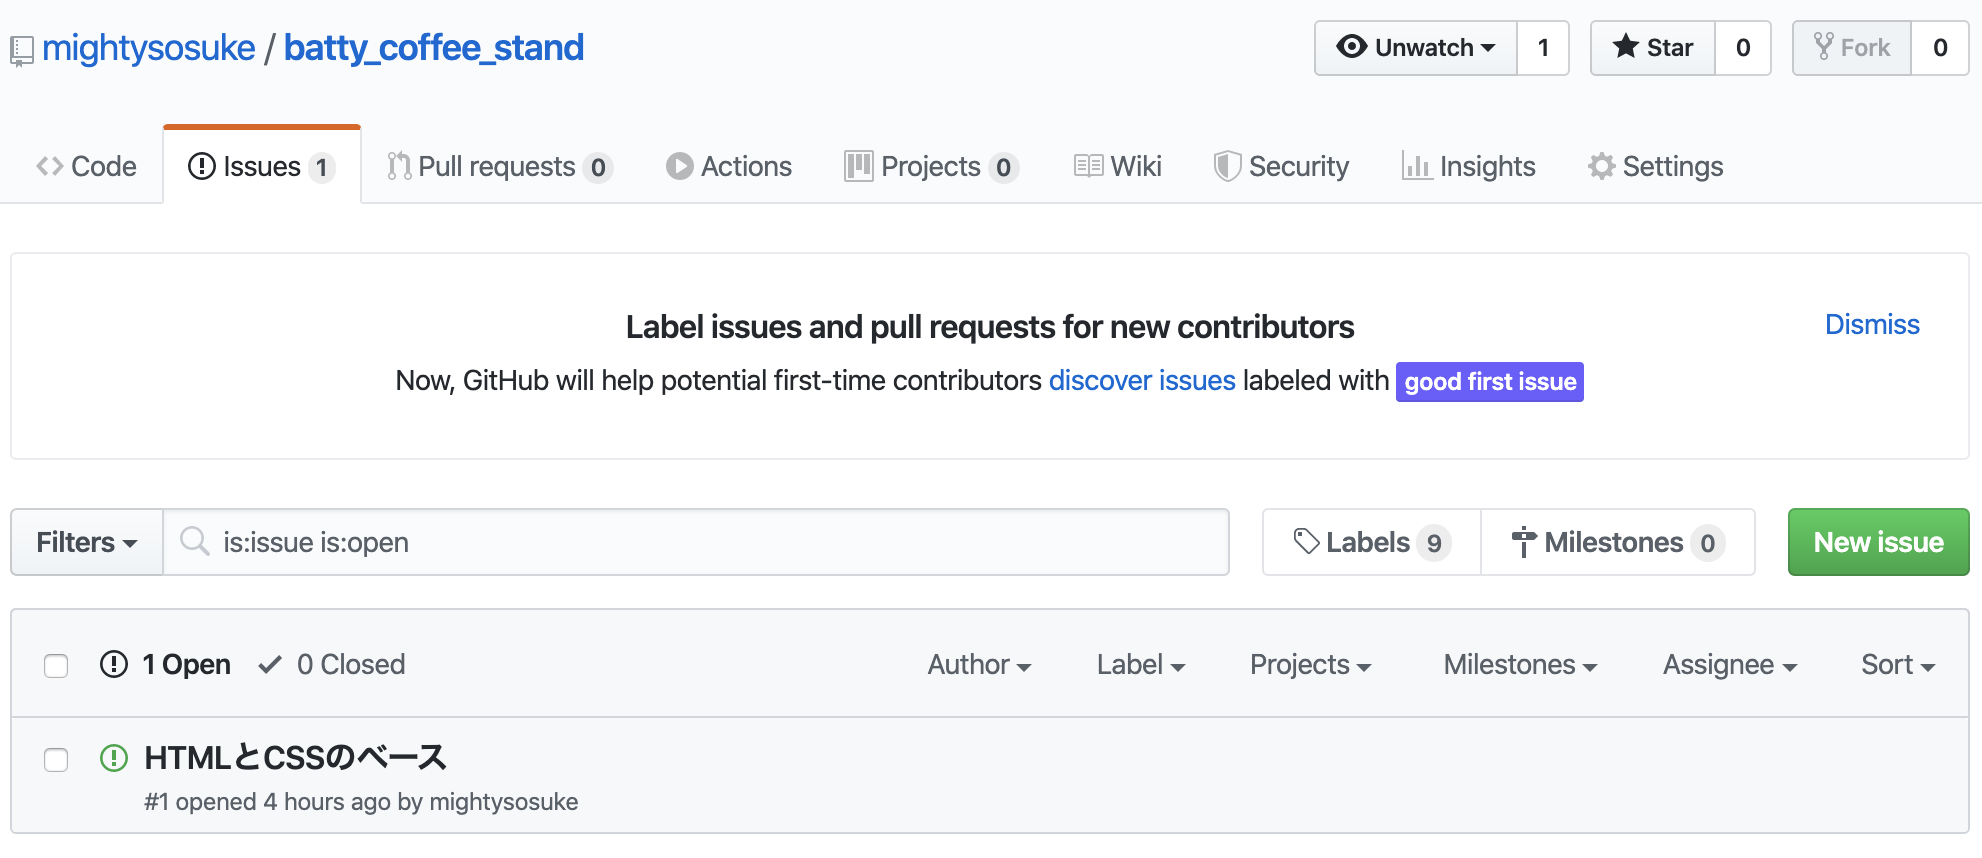 mightysosuke / batty_coffee_stand
Unwatch 1 Star 0 Fork 0
Code Issues 1 Pull requests 0 Actions Projects 0 Wiki Security Insights Settings
Label issues and pull requests for new contributors
Dismiss
Now, GitHub will help potential first-time contributors discover issues labeled with good first issue
Filters is:issue is:open Labels 9 Milestones 0 New issue
1 Open 0 Closed Author Label Projects Milestones Assignee Sort
HTMLとCSSのベース
#1 opened 4 hours ago by mightysosuke